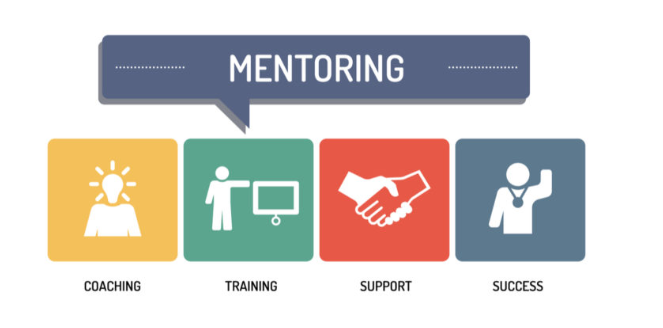 MENTORING
COACHING
TRAINING
SUPPORT
SUCCESS